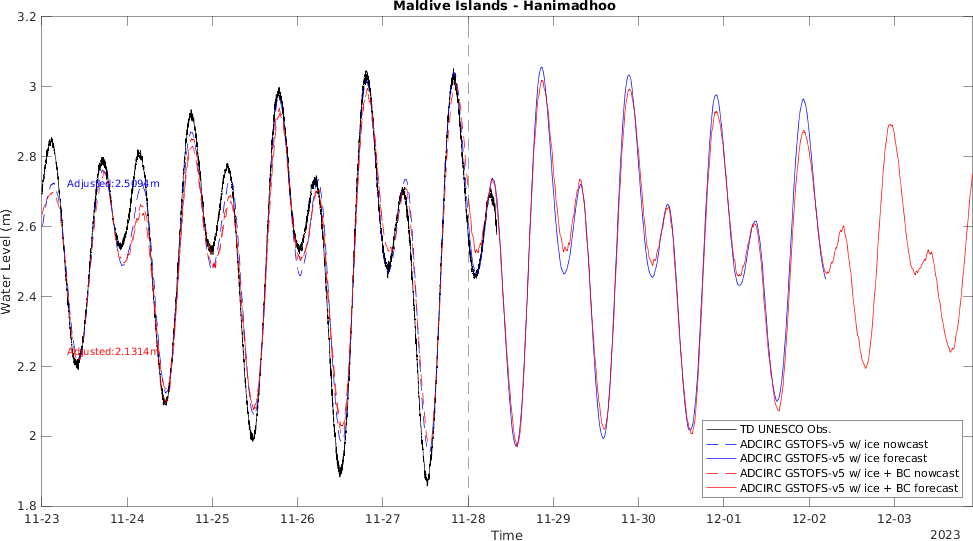 Maldive Islands - Hanimadhoo
3.2
3
2.8
2.6
2.4
2.2
2
1.8
Water Level (m)
Adjusted:2.5094m
Adjusted:2.1314m
TD UNESCO Obs.
ADCIRC GSTOFS-v5 w/ ice nowcast
ADCIRC GSTOFS-v5 w/ ice forecast
ADCIRC GSTOFS-v5 w/ ice + BC nowcast
ADCIRC GSTOFS-v5 w/ ice + BC forecast
11-23 11-24 11-25 11-26 11-27 11-28 11-29 11-30 12-01 12-02 12-03
Time
2023